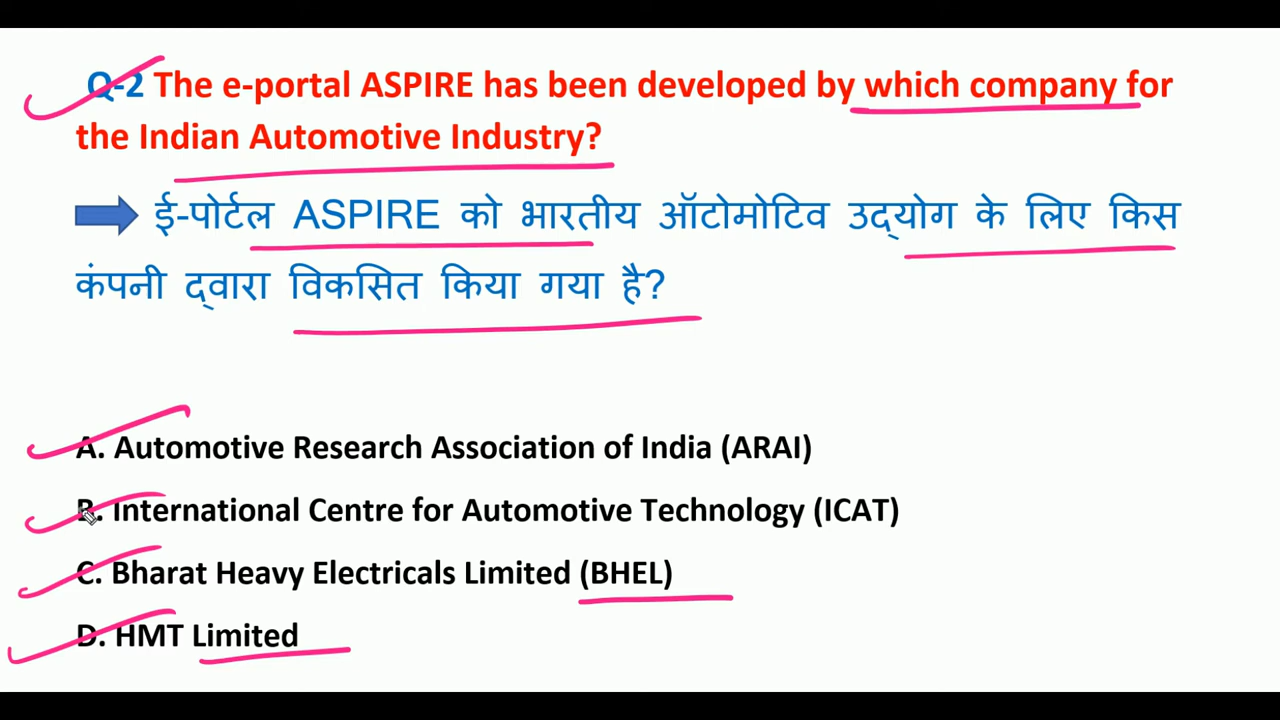 Q-2 The e-portal ASPIRE has been developed by which company for
the Indian Automotive Industry?
ई-पोर्टल ASPIRE को भारतीय ऑटोमोटिव उद्योग के लिए किस
कंपनी द्वारा विकसित किया गया है?
A. Automotive Research Association of India (ARAI)
B. International Centre for Automotive Technology (ICAT)
C. Bharat Heavy Electricals Limited (BHEL)
D. HMT Limited